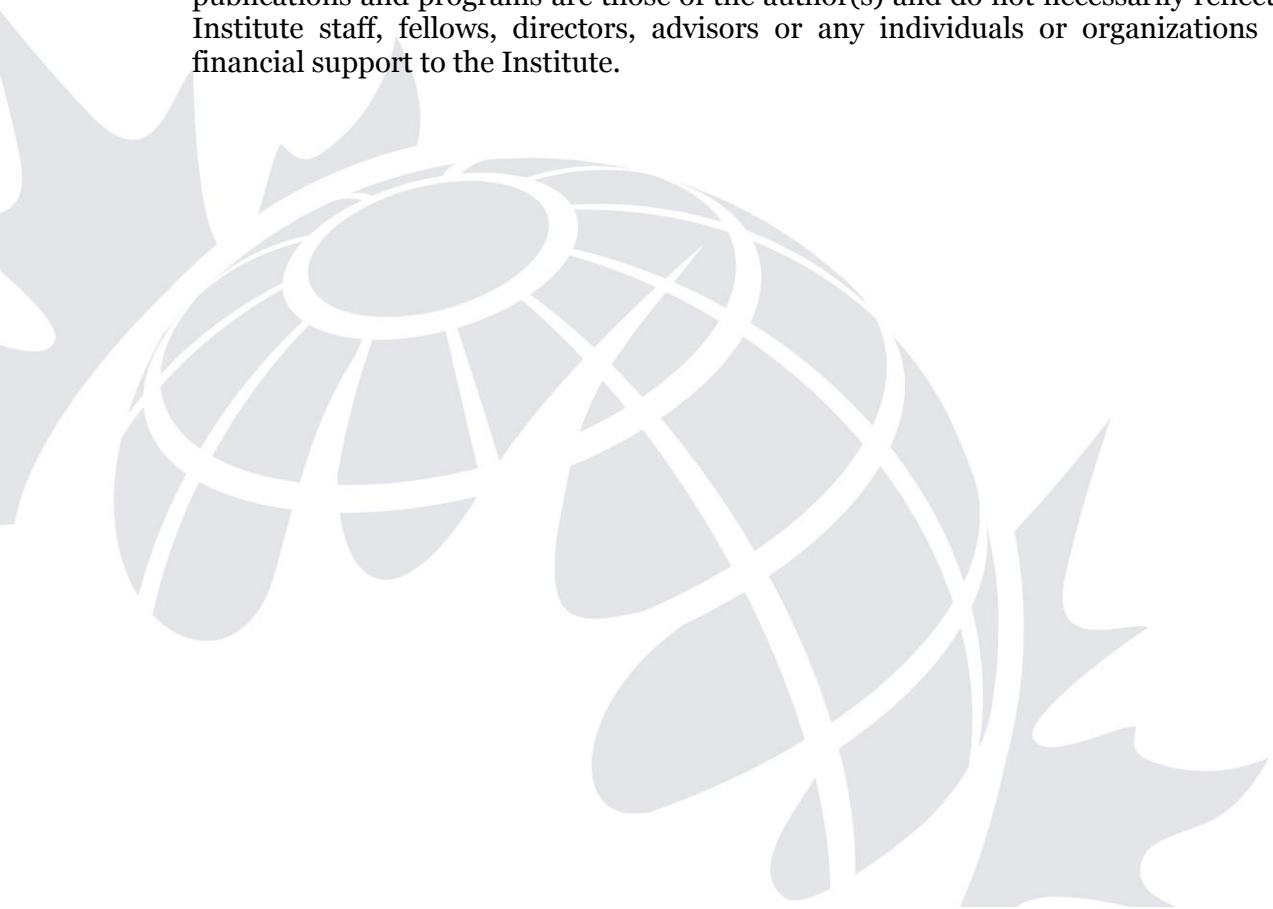 publications and programs are those of the author(s) and do not necessarily reflect
Institute staff, fellows, directors, advisors or any individuals or organizations
financial support to the Institute.